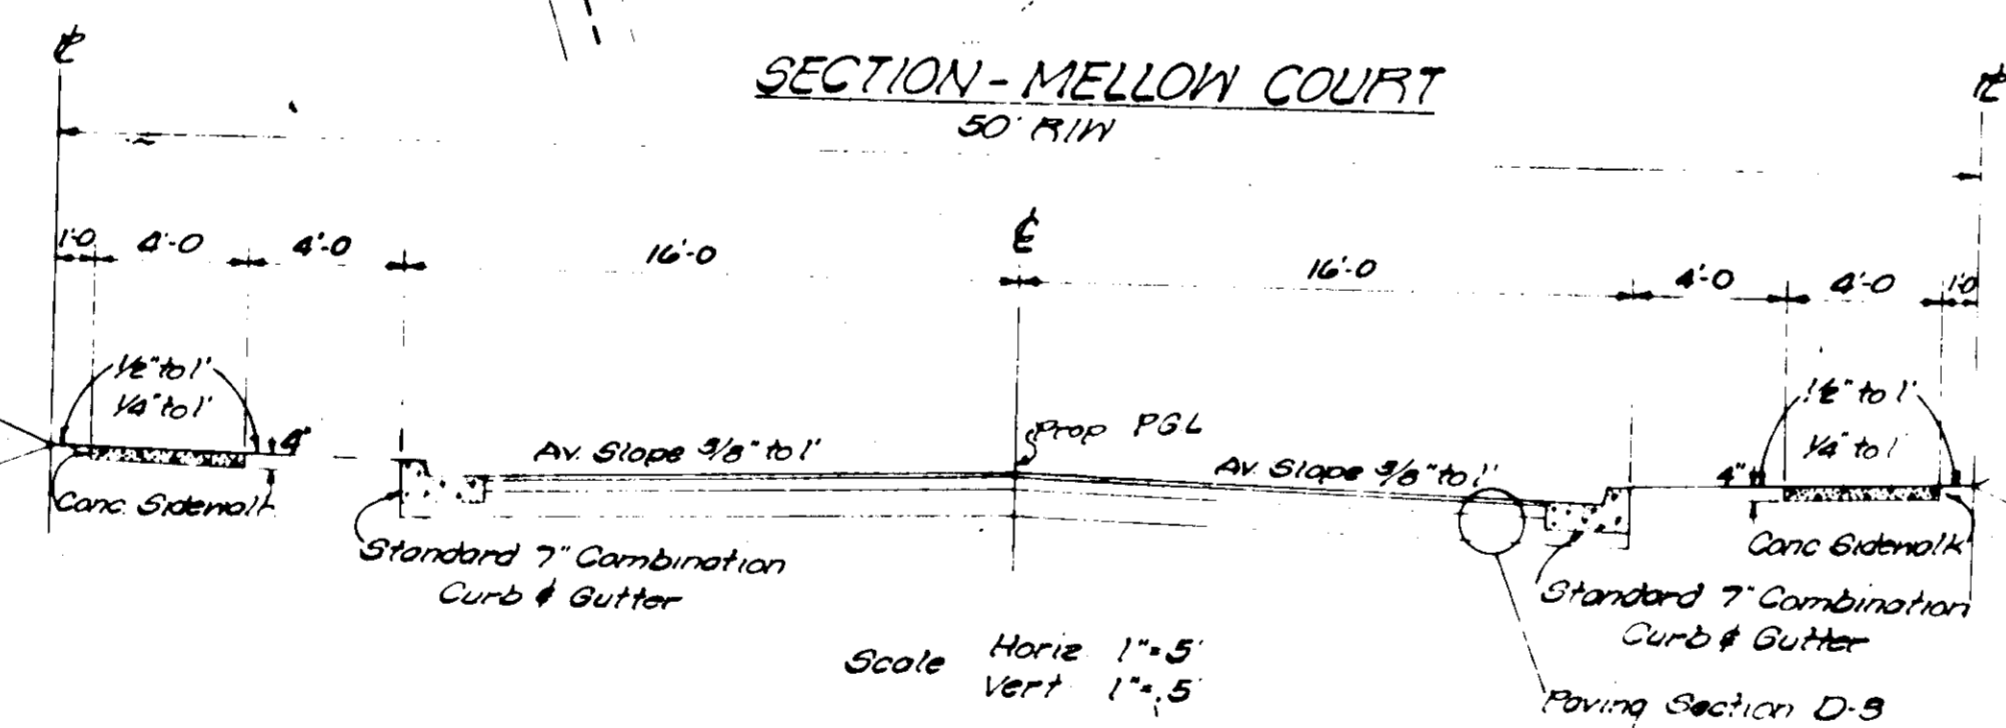 SECTION - MELLOW COURT
50' R/W
1'-0 4'-0 4'-0 16'-0 16'-0 4'-0 4'-0 1'-0
1/2" to 1'
1/4" to 1'
4"
Conc. Sidewalk
Standard 7" Combination
Curb & Gutter
Av. Slope 3/8" to 1'
Prop PGL
Av. Slope 3/8" to 1'
1/2" to 1'
1/4" to 1'
4"
Conc Sidewalk
Standard 7" Combination
Curb & Gutter
Paving Section
Scale Horiz 1"=5'
Vert 1"=5'